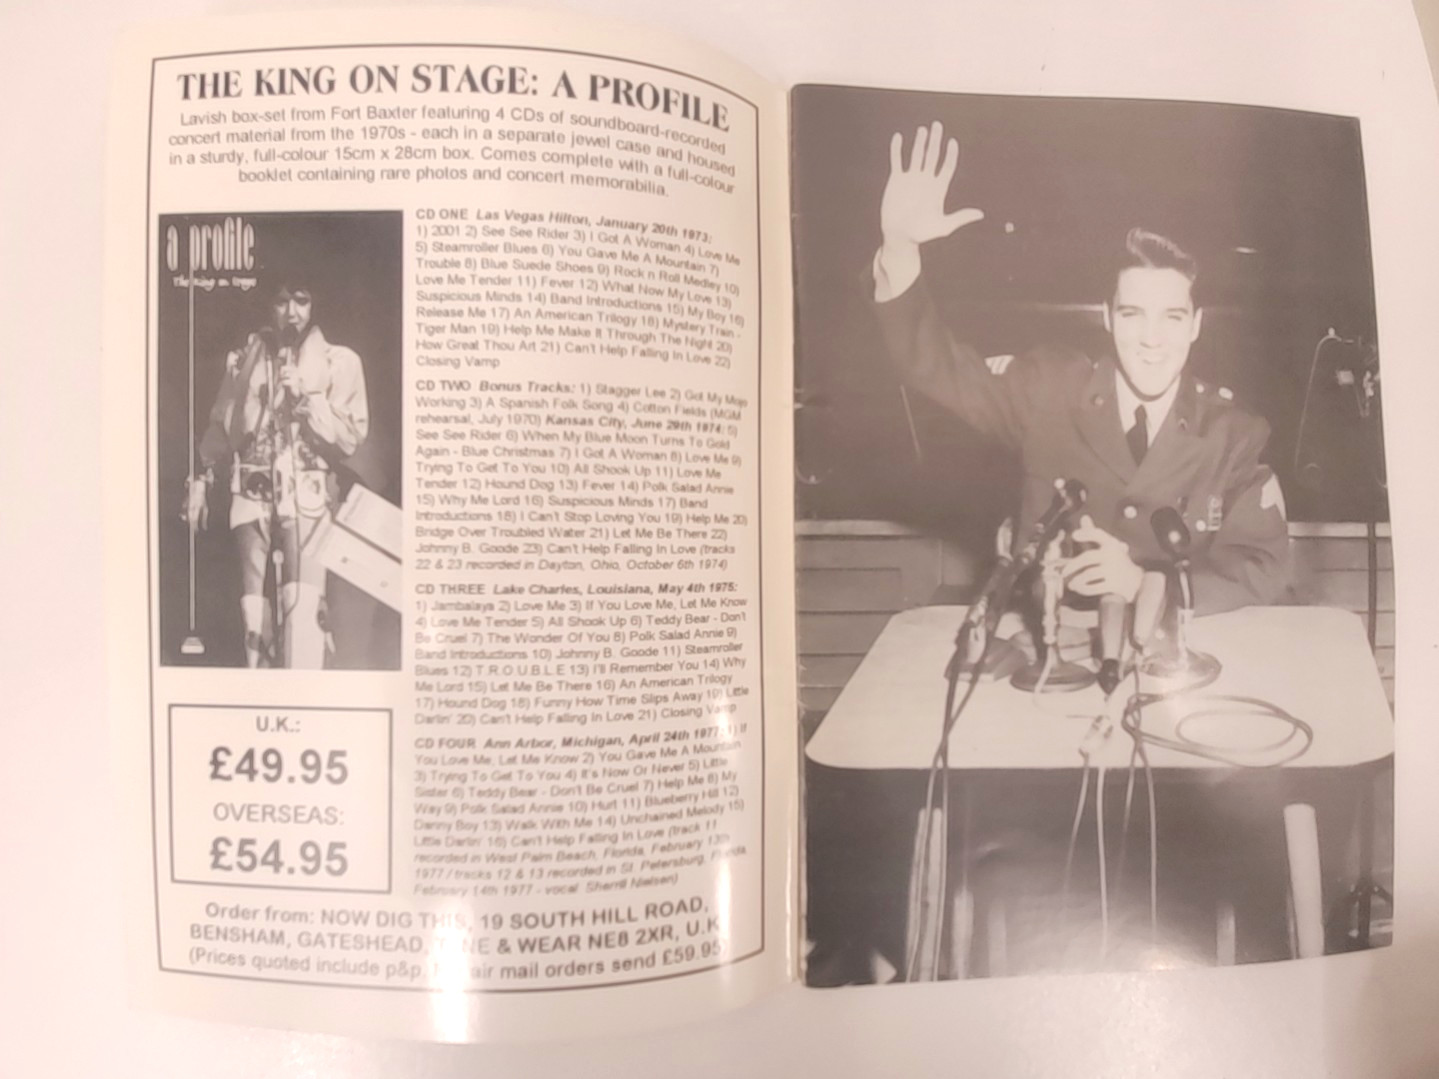 THE KING ON STAGE: A PROFILE
Lavish box-set from Fort Baxter featuring 4 CDs of soundboard-recorded
concert material from the 1970s - each in a separate jewel case and housed
in a sturdy, full-colour 15cm x 28cm box. Comes complete with a full-colour
booklet containing rare photos and concert memorabilia.
a profile
The King on Stage
CD ONE Las Vegas Hilton, January 20th 1973:
1) 2001 2) See See Rider 3) I Got A Woman 4) Love Me
5) Steamroller Blues 6) You Gave Me A Mountain 7)
Trouble 8) Blue Suede Shoes 9) Rock n Roll Medley 10)
Love Me Tender 11) Fever 12) What Now My Love 13)
Suspicious Minds 14) Band Introductions 15) My Boy 16)
Release Me 17) An American Trilogy 18) Mystery Train -
Tiger Man 19) Help Me Make It Through The Night 20)
How Great Thou Art 21) Can't Help Falling In Love 22)
Closing Vamp
CD TWO Bonus Tracks: 1) Stagger Lee 2) Got My Mojo
Working 3) A Spanish Folk Song 4) Cotton Fields (MGM
rehearsal, July 1970) Kansas City, June 29th 1974: 5)
See See Rider 6) When My Blue Moon Turns To Gold
Again - Blue Christmas 7) I Got A Woman 8) Love Me 9)
Trying To Get To You 10) All Shook Up 11) Love Me
Tender 12) Hound Dog 13) Fever 14) Polk Salad Annie
15) Why Me Lord 16) Suspicious Minds 17) Band
Introductions 18) I Can't Stop Loving You 19) Help Me 20)
Bridge Over Troubled Water 21) Let Me Be There 22)
Johnny B. Goode 23) Can't Help Falling In Love (tracks
22 & 23 recorded in Dayton, Ohio, October 6th 1974)
CD THREE Lake Charles, Louisiana, May 4th 1975:
1) Jambalaya 2) Love Me 3) If You Love Me, Let Me Know
4) Love Me Tender 5) All Shook Up 6) Teddy Bear - Don't
Be Cruel 7) The Wonder Of You 8) Polk Salad Annie 9)
Band Introductions 10) Johnny B. Goode 11) Steamroller
Blues 12) T.R.O.U.B.L.E 13) I'll Remember You 14) Why
Me Lord 15) Let Me Be There 16) An American Trilogy
17) Hound Dog 18) Funny How Time Slips Away 19) Little
Darlin' 20) Can't Help Falling In Love 21) Closing Vamp
CD FOUR Ann Arbor, Michigan, April 24th 1977: 1) If
You Love Me, Let Me Know 2) You Gave Me A Mountain
3) Trying To Get To You 4) It's Now Or Never 5) Little
Sister 6) Teddy Bear - Don't Be Cruel 7) Help Me 8) My
Way 9) Polk Salad Annie 10) Hurt 11) Blueberry Hill 12)
Danny Boy 13) Walk With Me 14) Unchained Melody 15)
Little Darlin' 16) Can't Help Falling In Love (track 11
recorded in West Palm Beach, Florida, February 13th
1977 / tracks 12 & 13 recorded in St. Petersburg, Florida,
February 14th 1977 - vocal: Sherrill Nielsen)
U.K.:
£49.95
OVERSEAS:
£54.95
Order from: NOW DIG THIS, 19 SOUTH HILL ROAD,
BENSHAM, GATESHEAD, & WEAR NE8 2XR, U.K.
(Prices quoted include p&p. air mail orders send £59.95)